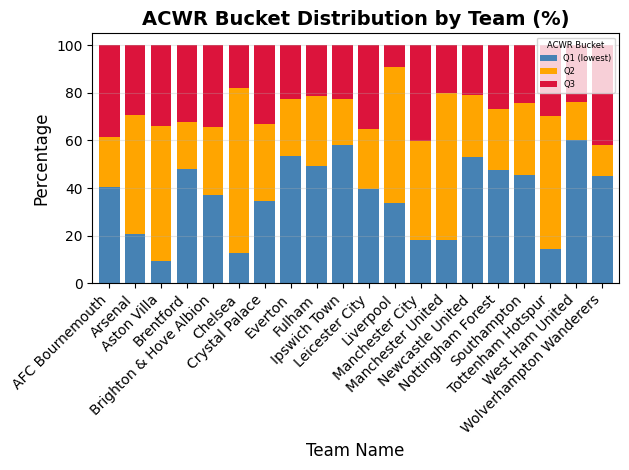 ACWR Bucket Distribution by Team (%)
100
80
60
40
20
0
Percentage
ACWR Bucket
Q1 (lowest)
Q2
Q3
AFC Bournemouth
Arsenal
Aston Villa
Brentford
Brighton & Hove Albion
Chelsea
Crystal Palace
Everton
Fulham
Ipswich Town
Leicester City
Liverpool
Manchester City
Manchester United
Newcastle United
Nottingham Forest
Southampton
Tottenham Hotspur
West Ham United
Wolverhampton Wanderers
Team Name